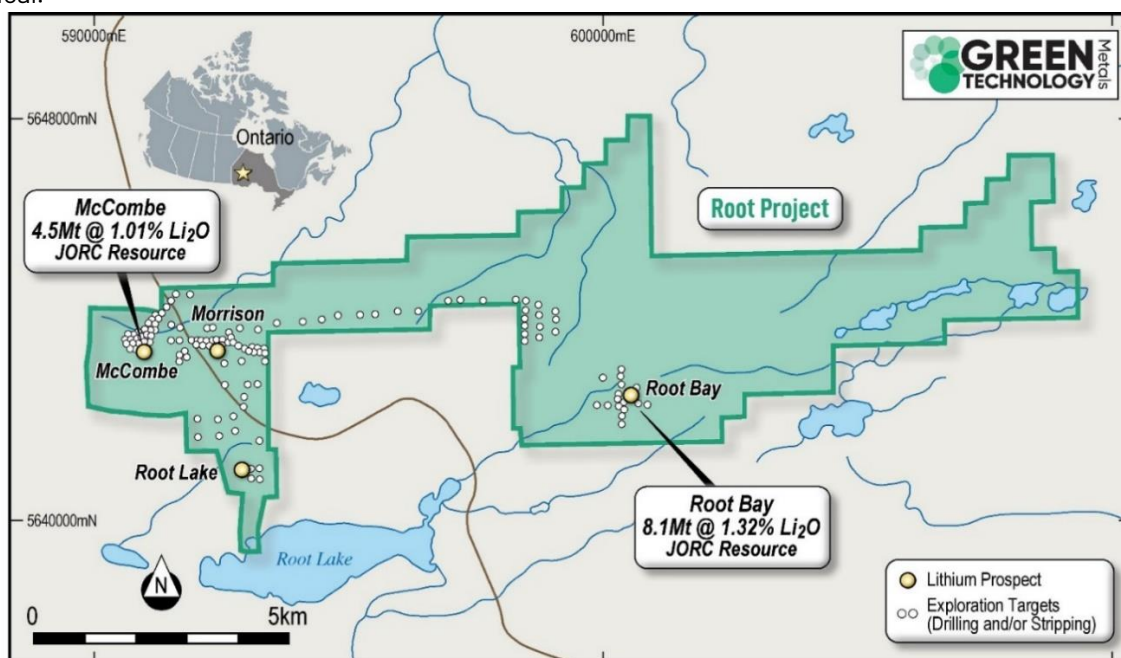 590000mE
600000mE
GREEN
TECHNOLOGY
Metals
5648000mN
Ontario
McCombe
4.5Mt @ 1.01% Li₂O
JORC Resource
Root Project
Morrison
McCombe
Root Bay
Root Lake
Root Bay
8.1Mt @ 1.32% Li₂O
JORC Resource
5640000mN
Root Lake
N
0
5km
Lithium Prospect
Exploration Targets
(Drilling and/or Stripping)